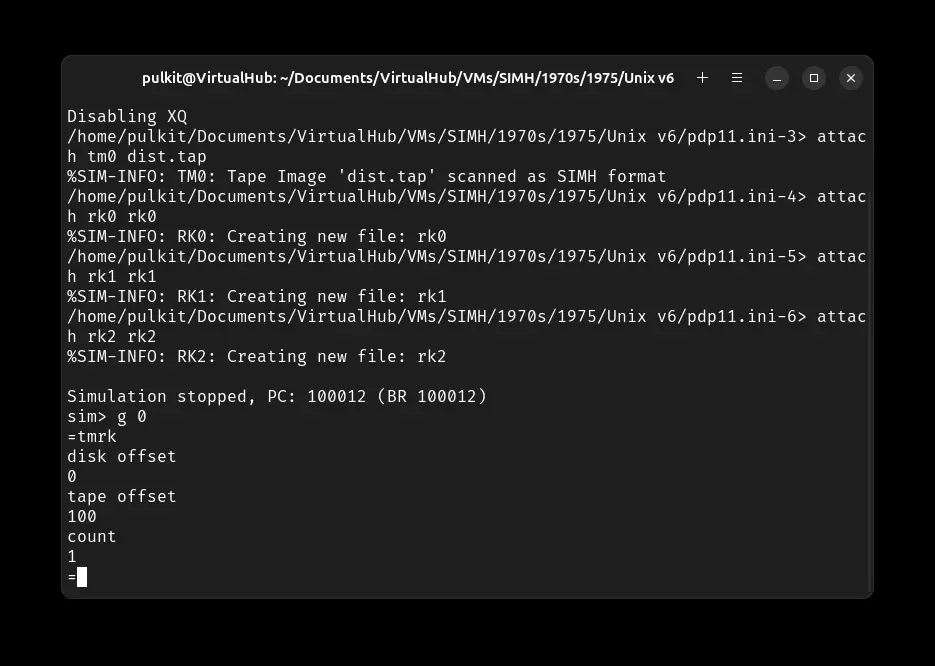 pulkit@VirtualHub: ~/Documents/VirtualHub/VMs/SIMH/1970s/1975/Unix v6
Disabling XQ
/home/pulkit/Documents/VirtualHub/VMs/SIMH/1970s/1975/Unix v6/pdp11.ini-3> attac
h tm0 dist.tap
%SIM-INFO: TM0: Tape Image 'dist.tap' scanned as SIMH format
/home/pulkit/Documents/VirtualHub/VMs/SIMH/1970s/1975/Unix v6/pdp11.ini-4> attac
h rk0 rk0
%SIM-INFO: RK0: Creating new file: rk0
/home/pulkit/Documents/VirtualHub/VMs/SIMH/1970s/1975/Unix v6/pdp11.ini-5> attac
h rk1 rk1
%SIM-INFO: RK1: Creating new file: rk1
/home/pulkit/Documents/VirtualHub/VMs/SIMH/1970s/1975/Unix v6/pdp11.ini-6> attac
h rk2 rk2
%SIM-INFO: RK2: Creating new file: rk2
Simulation stopped, PC: 100012 (BR 100012)
sim> g 0
=tmrk
disk offset
0
tape offset
100
count
1
=